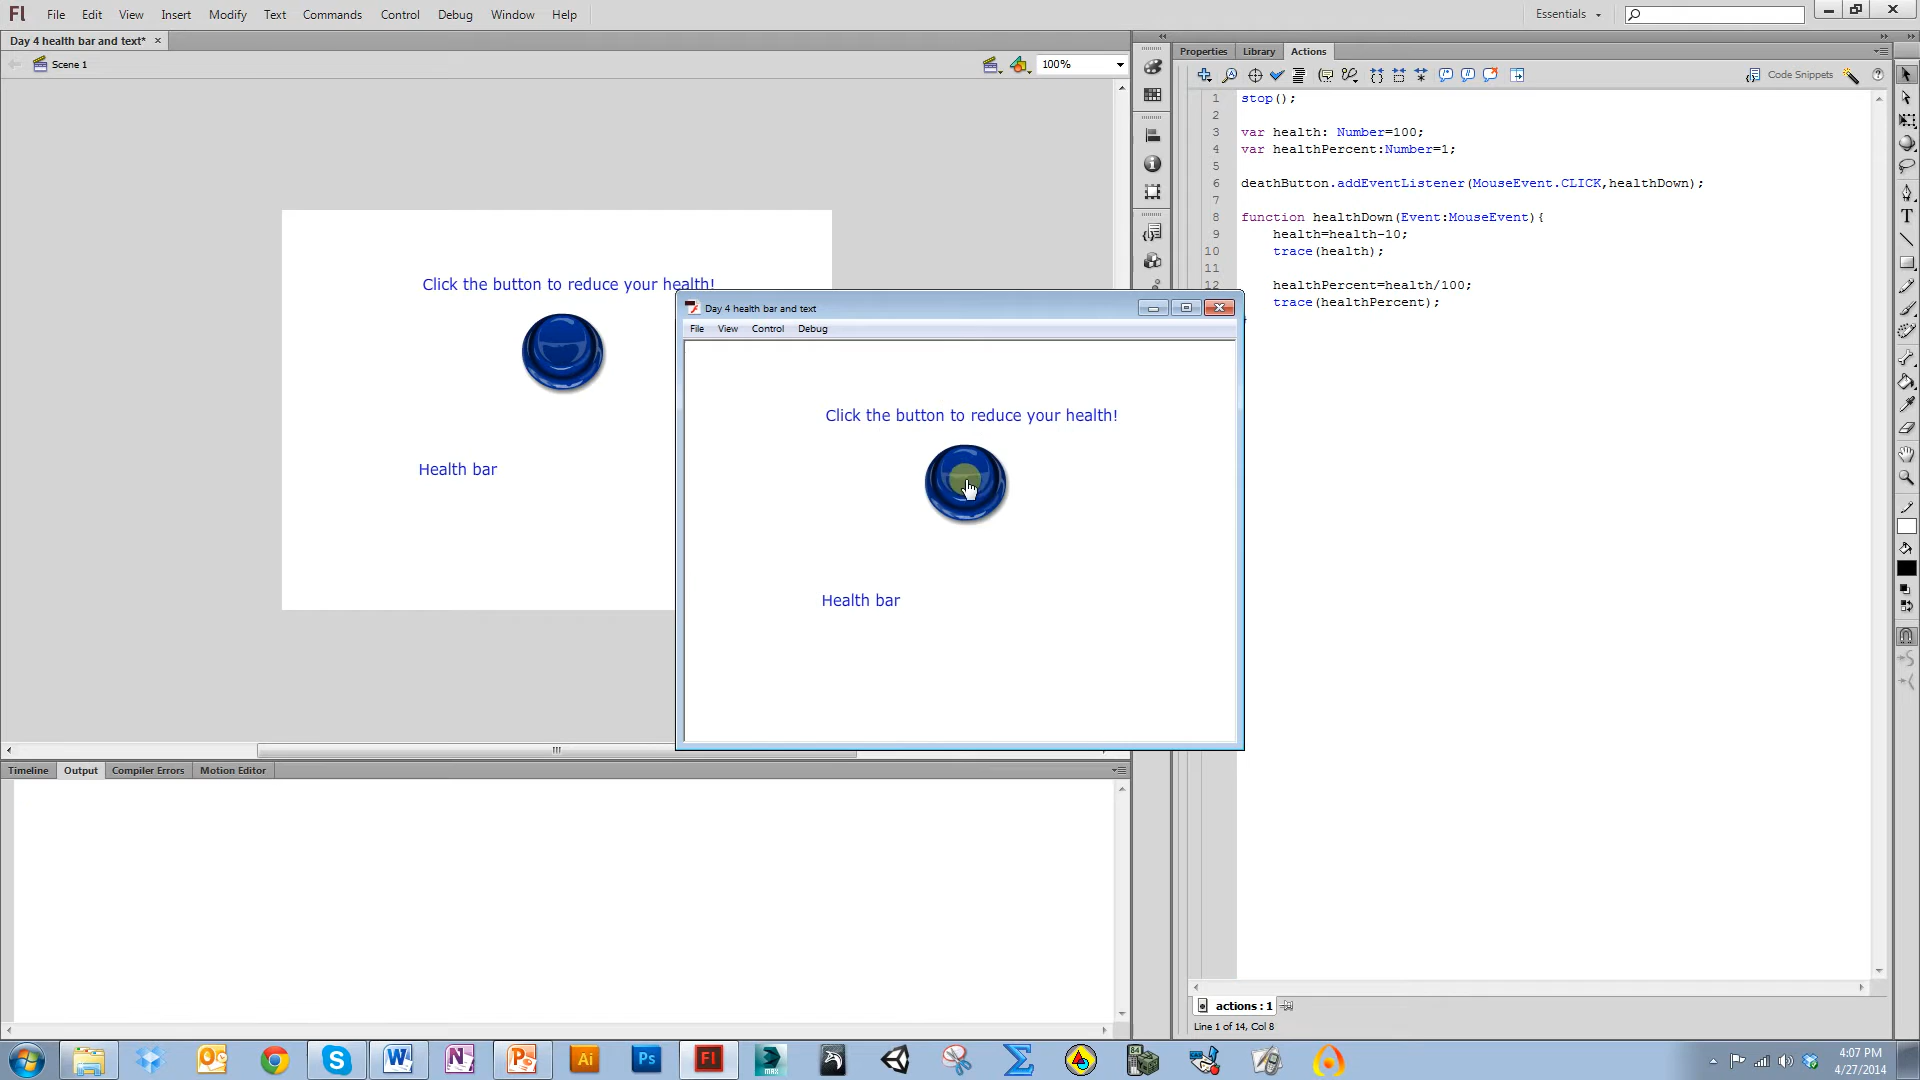 Fl File Edit View Insert Modify Text Commands Control Debug Window Help Essentials
Day 4 health bar and text*
Scene 1 100%
Click the button to reduce your health!
Health bar
Day 4 health bar and text
File View Control Debug
Click the button to reduce your health!
Health bar
Timeline Output Compiler Errors Motion Editor
Properties Library Actions
Code Snippets
1 stop();
2
3 var health: Number=100;
4 var healthPercent:Number=1;
5
6 deathButton.addEventListener(MouseEvent.CLICK,healthDown);
7
8 function healthDown(Event:MouseEvent){
9 health=health-10;
10 trace(health);
11
12 healthPercent=health/100;
trace(healthPercent);
actions : 1
Line 1 of 14, Col 8
4:07 PM
4/27/2014